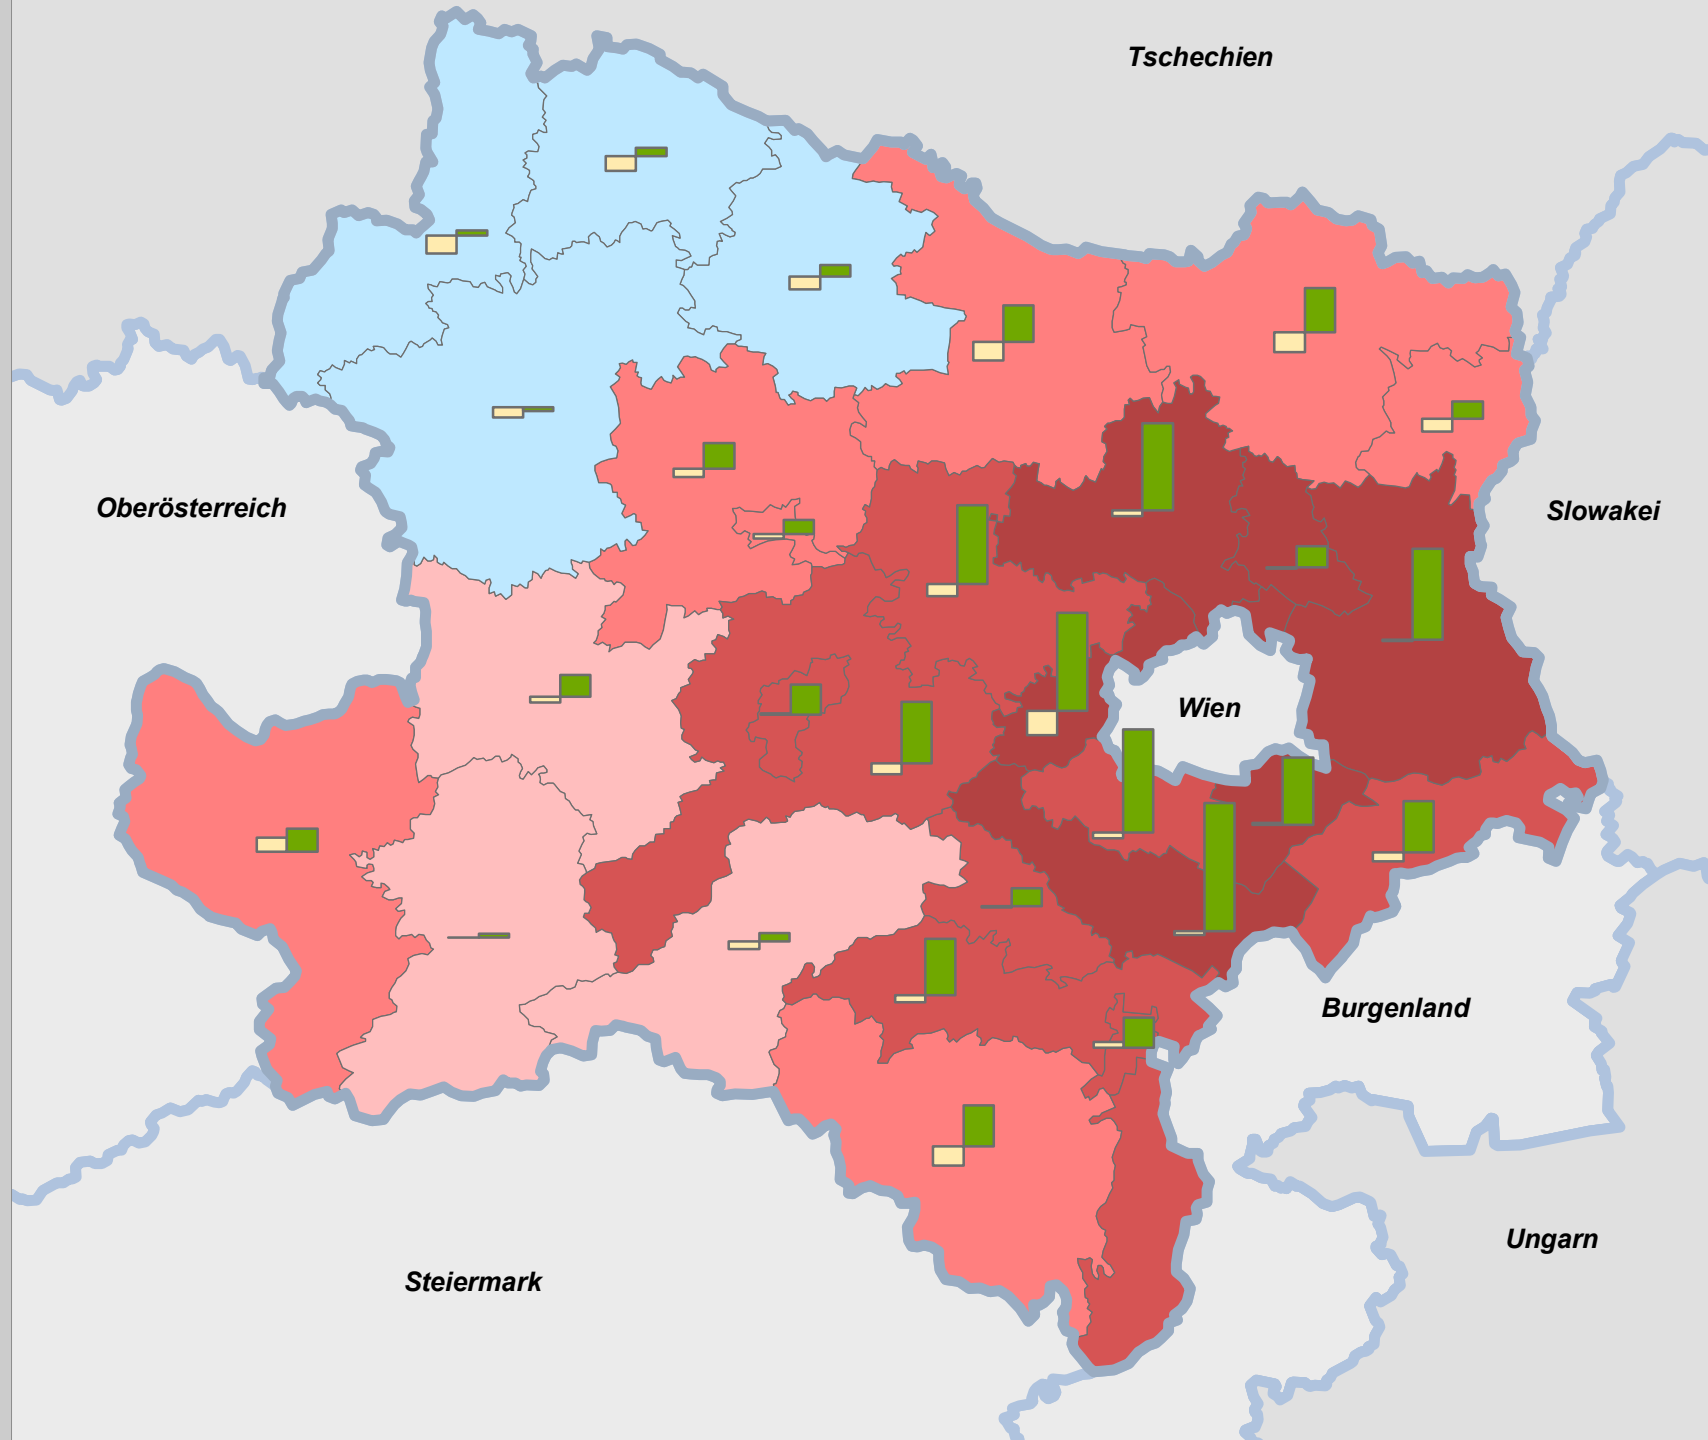 Tschechien
Oberösterreich
Slowakei
Wien
Burgenland
Ungarn
Steiermark